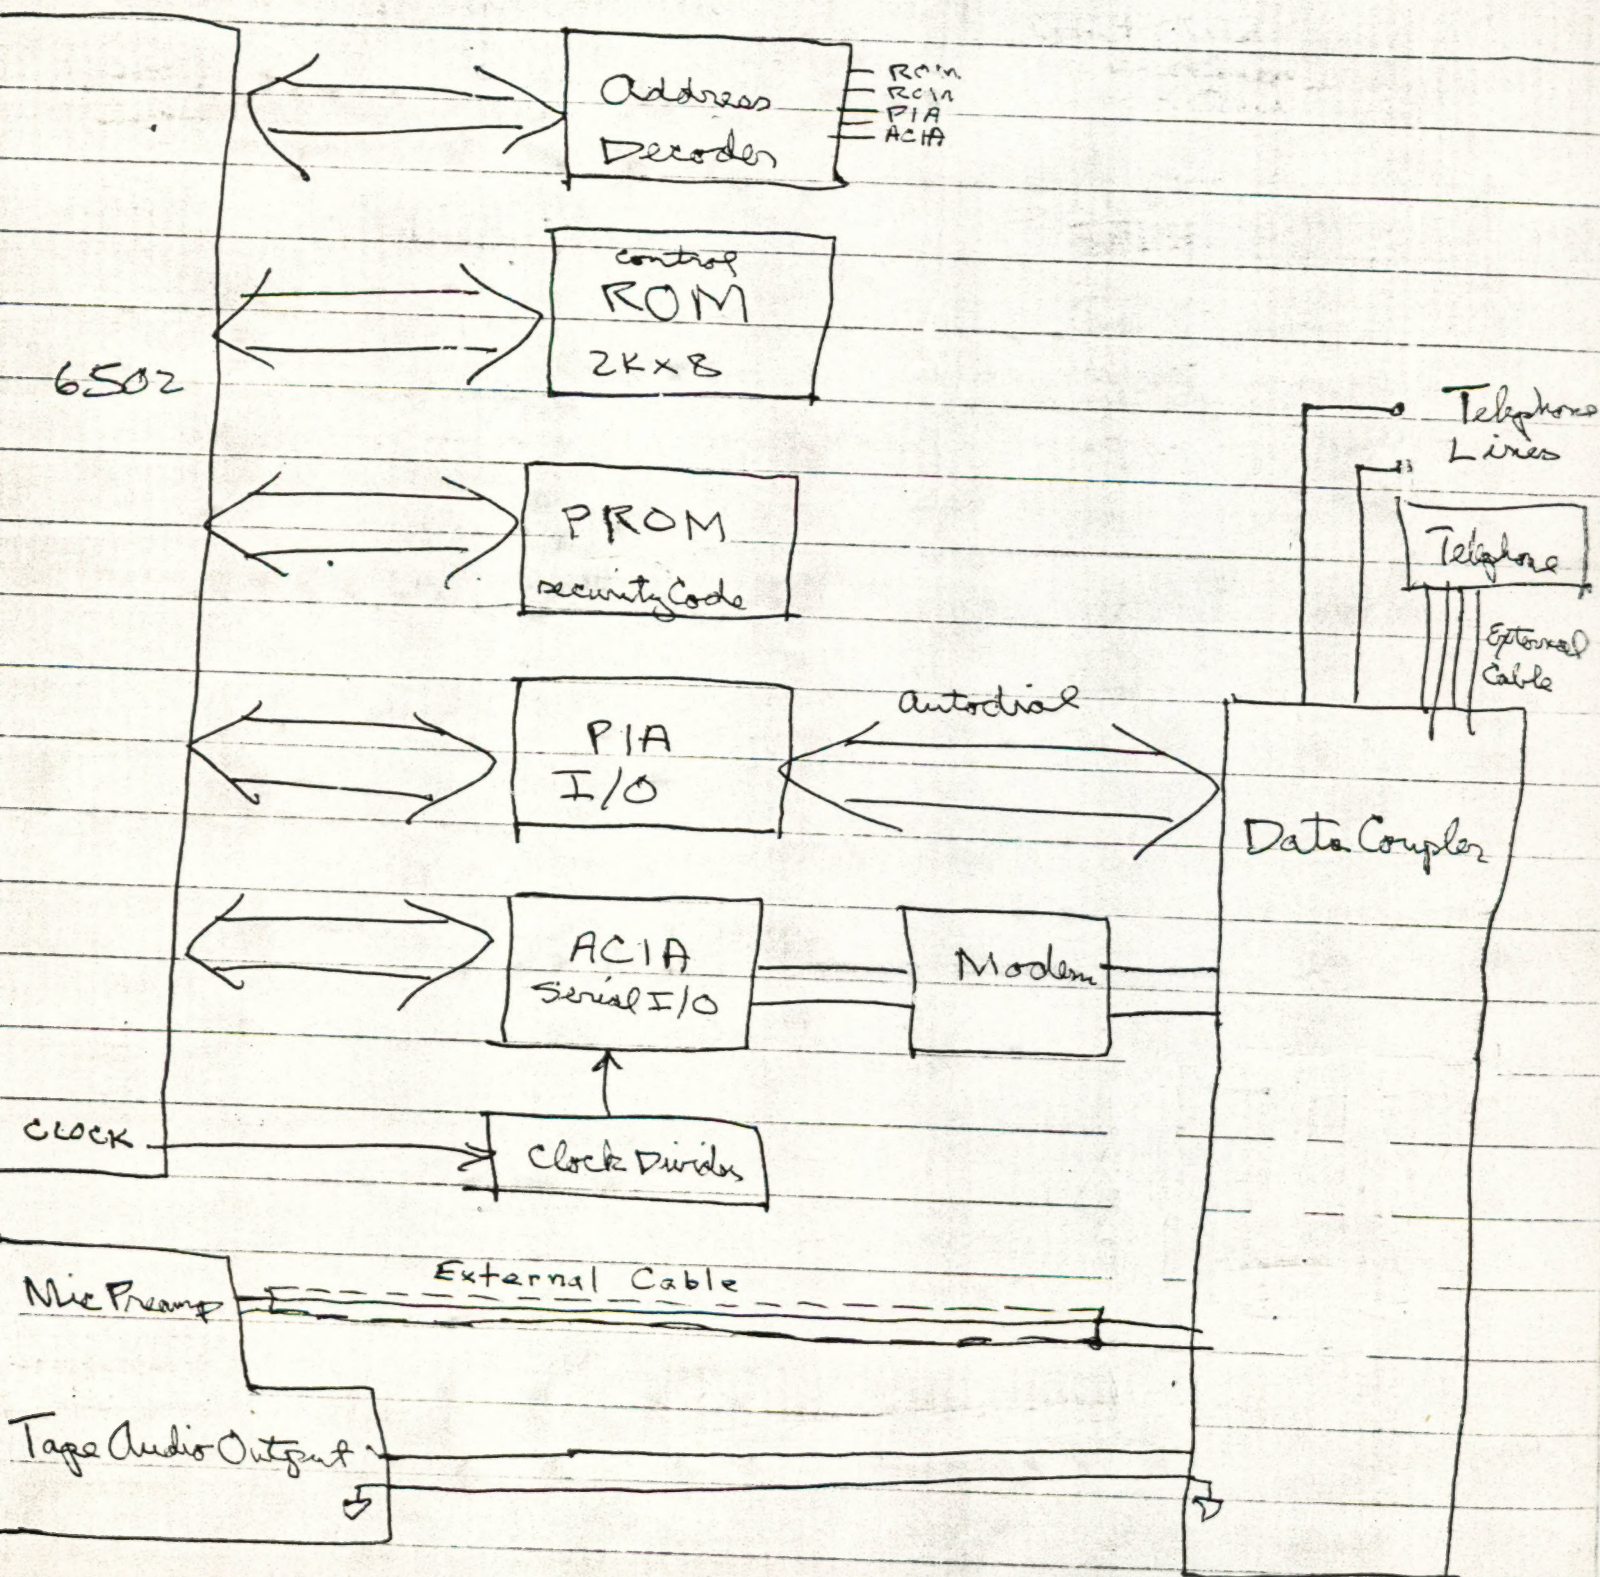 Address
Decoder
ROM
ROM
PIA
ACIA
control
ROM
2K x 8
6502
Telephone
Lines
PROM
security Code
Telephone
External
Cable
Autodial
PIA
I/O
Data Coupler
ACIA
Serial I/O
Modem
CLOCK
Clock Divider
External Cable
Mic Preamp
Tape Audio Output